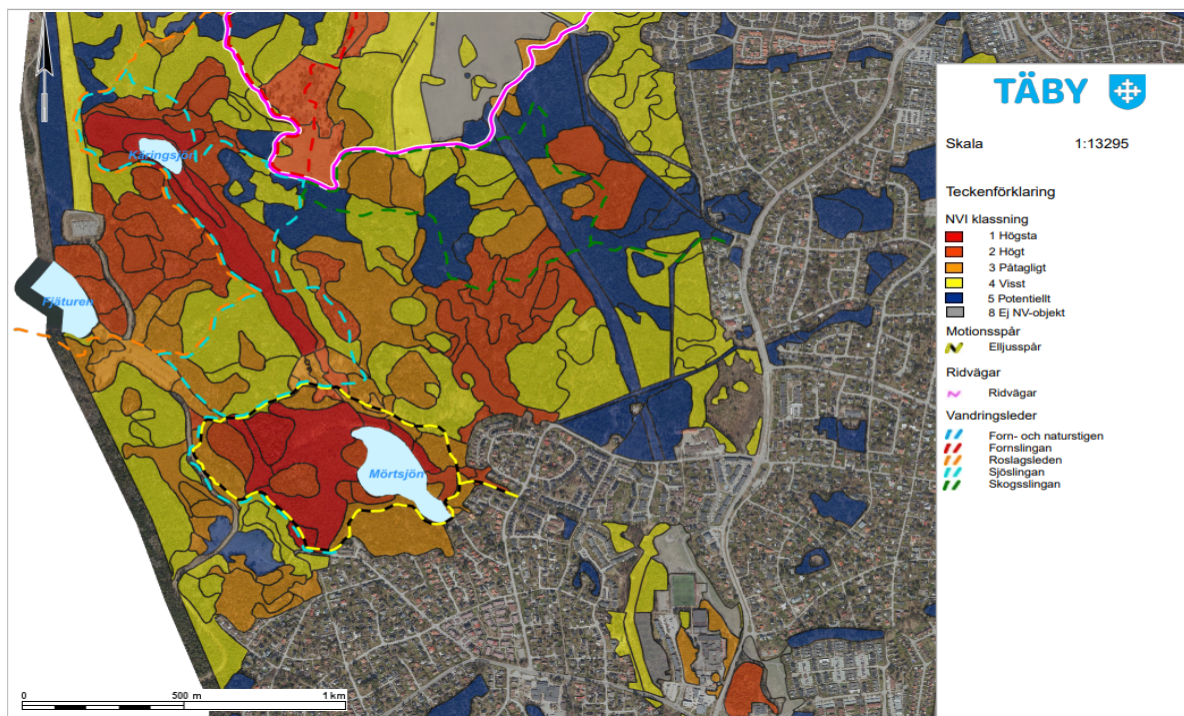 TÄBY
Skala 1:13295
Teckenförklaring
NVI klassning
1 Högsta
2 Högt
3 Påtagligt
4 Visst
5 Potentiellt
8 Ej NV-objekt
Motionsspår
Elljusspår
Ridvägar
Ridvägar
Vandringsleder
Forn- och naturstigen
Fornslingan
Roslagsleden
Sjöslingan
Skogsslingan
Käringsjön
Fjäturen
Mörtsjön
0 500 m 1 km